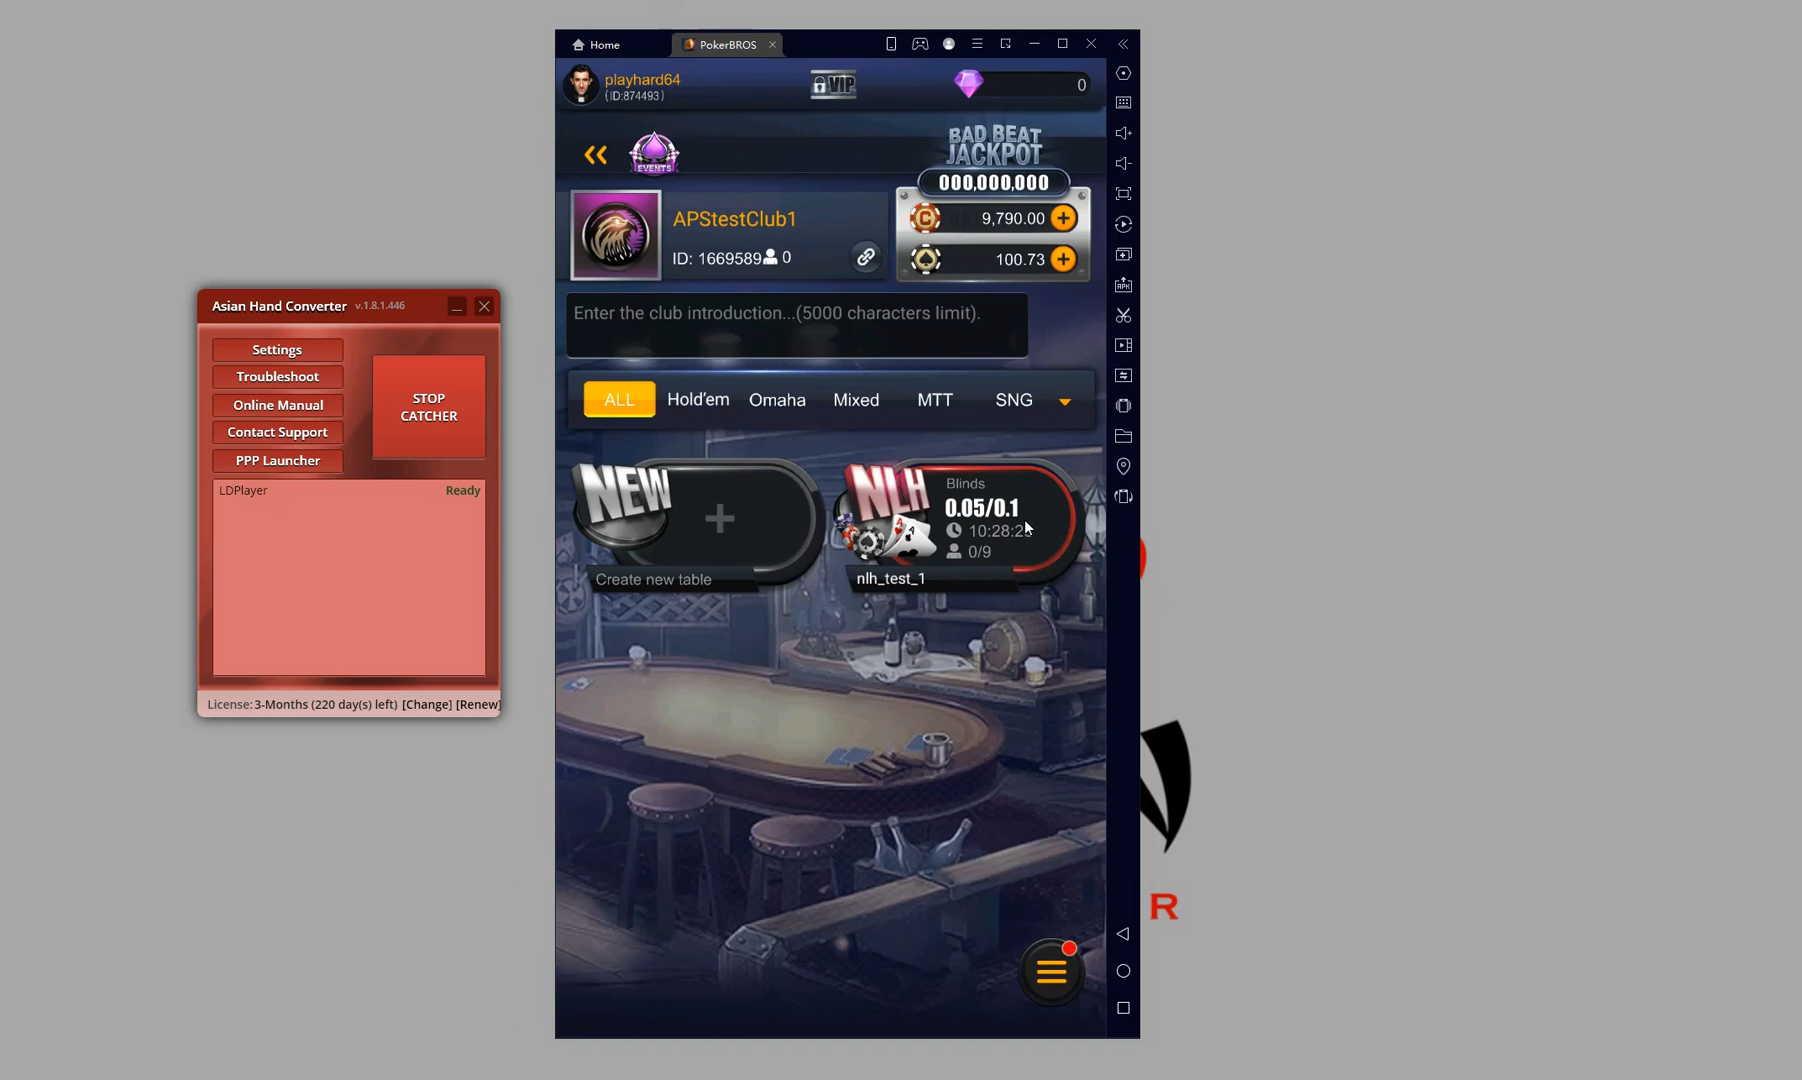 Home
PokerBROS
playhard64
(ID:874493)
VIP
0
EVENTS
BAD BEAT
JACKPOT
000,000,000
APStestClub1
ID: 1669589 0
C 9,790.00
100.73
Enter the club introduction...(5000 characters limit).
ALL Hold'em Omaha Mixed MTT SNG
NEW
Create new table
NLH
A A
Blinds
0.05/0.1
10:28:2
0/9
nlh_test_1
Asian Hand Converter v.1.8.1.446
Settings
Troubleshoot
Online Manual
Contact Support
PPP Launcher
STOP
CATCHER
LDPlayer Ready
License: 3-Months (220 day(s) left) [Change] [Renew]
APK
R